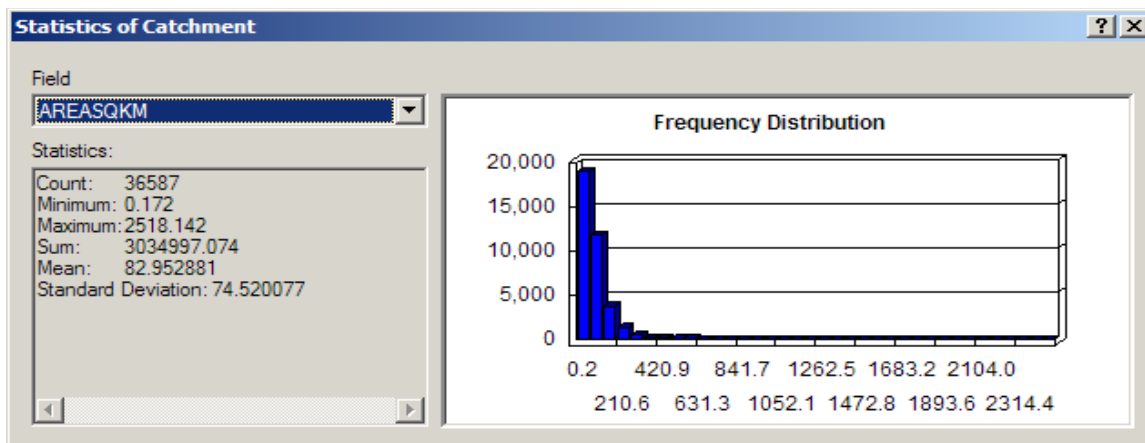 Statistics of Catchment
Field
AREASQKM
Statistics:
Count: 36587
Minimum: 0.172
Maximum: 2518.142
Sum: 3034997.074
Mean: 82.952881
Standard Deviation: 74.520077
Frequency Distribution
20,000
15,000
10,000
5,000
0
0.2 420.9 841.7 1262.5 1683.2 2104.0
210.6 631.3 1052.1 1472.8 1893.6 2314.4